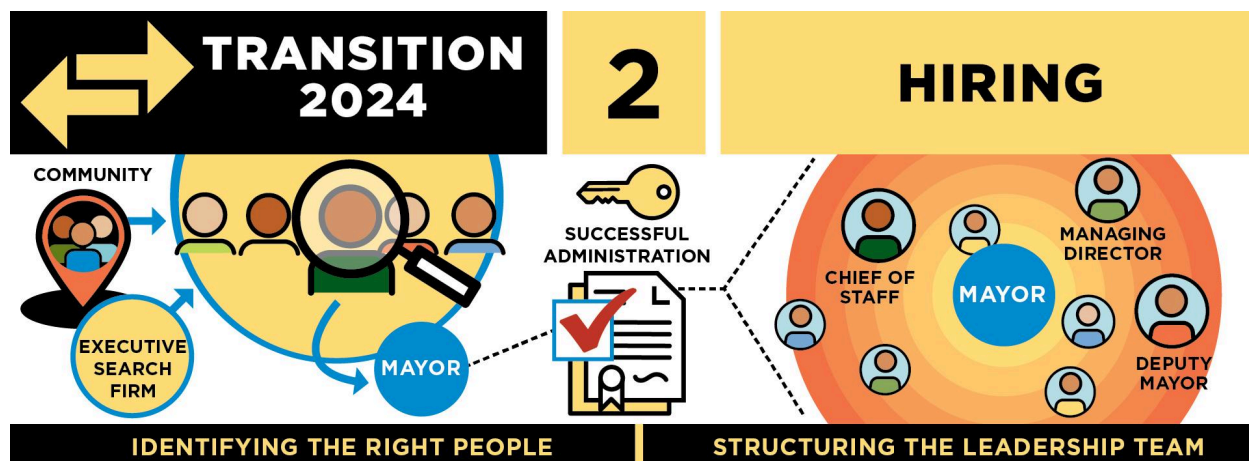 TRANSITION
2024
2
HIRING
COMMUNITY
EXECUTIVE
SEARCH
FIRM
MAYOR
SUCCESSFUL
ADMINISTRATION
CHIEF OF
STAFF
MANAGING
DIRECTOR
MAYOR
DEPUTY
MAYOR
IDENTIFYING THE RIGHT PEOPLE
STRUCTURING THE LEADERSHIP TEAM